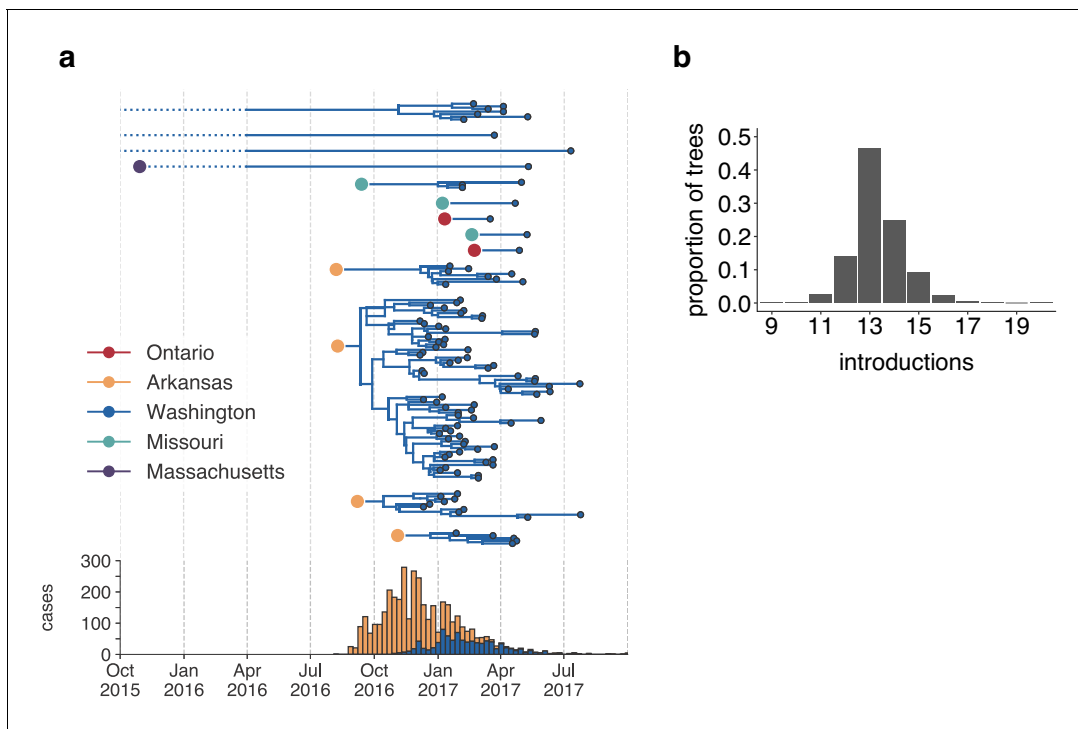 a
Ontario
Arkansas
Washington
Missouri
Massachusetts
cases
300
200
100
0
Oct 2015
Jan 2016
Apr 2016
Jul 2016
Oct 2016
Jan 2017
Apr 2017
Jul 2017
b
proportion of trees
0.5
0.4
0.3
0.2
0.1
0.0
9 11 13 15 17 19
introductions